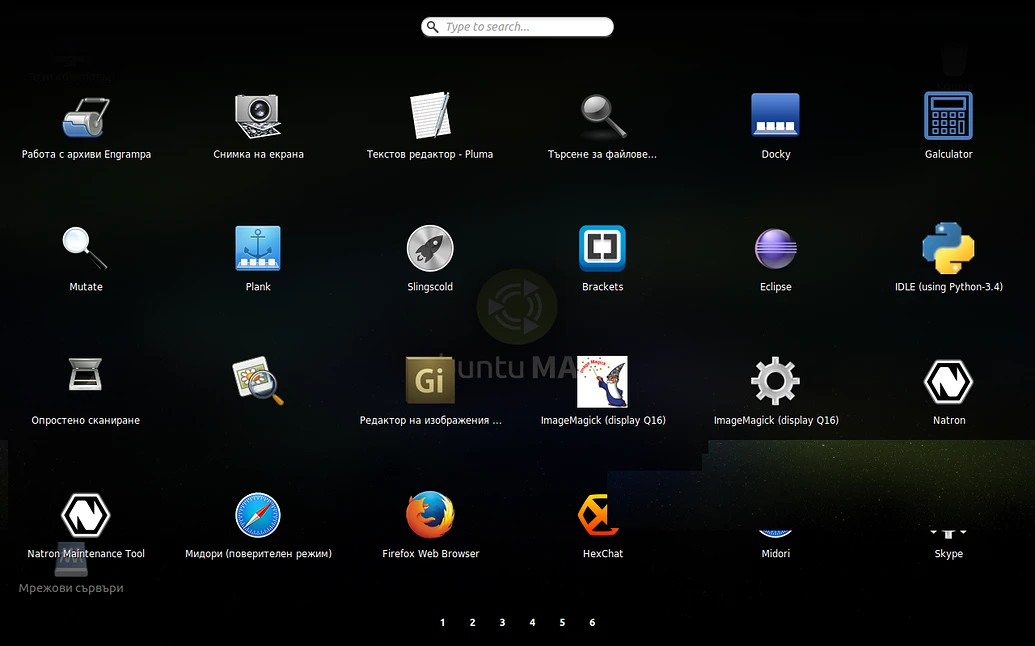 Type to search...
Работа с архиви Engrampa
Снимка на екрана
Текстов редактор - Pluma
Търсене за файлове...
Docky
Galculator
Mutate
Plank
Slingscold
Brackets
Eclipse
IDLE (using Python-3.4)
untu MA
Опростено сканиране
Gi
Редактор на изображения ...
ImageMagick (display Q16)
ImageMagick (display Q16)
Natron
Natron Maintenance Tool
Мидори (поверителен режим)
Firefox Web Browser
HexChat
Midori
Skype
Мрежови сървъри
1 2 3 4 5 6